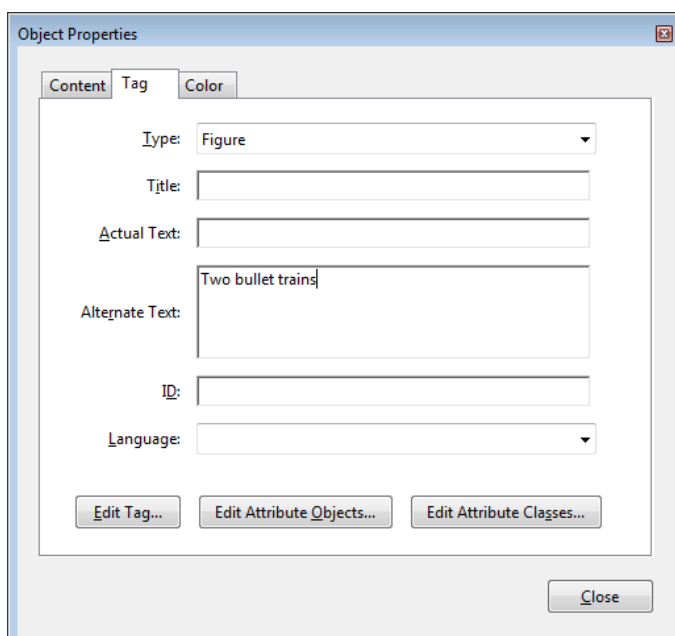 Object Properties
Content Tag Color
Type: Figure
Title:
Actual Text:
Alternate Text: Two bullet trains
ID:
Language:
Edit Tag... Edit Attribute Objects... Edit Attribute Classes...
Close